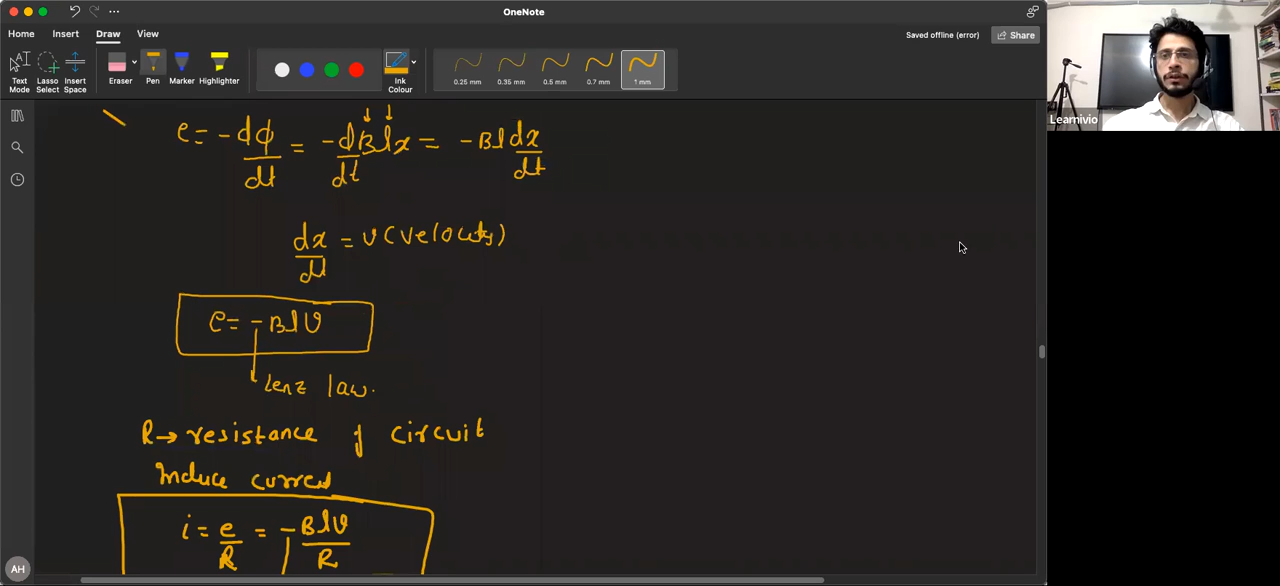 OneNote
Home Insert Draw View
Saved offline (error)
Share
Text Mode
Lasso Select
Insert Space
Eraser
Pen
Marker
Highlighter
Ink Colour
0.25 mm
0.35 mm
0.5 mm
0.7 mm
1 mm
Learnivio
e = -dφ/dt = -d/dt Blx = -Bl dx/dt
dx/dt = v (velocity)
e = -Blv
lenz law.
R → resistance of circuit
Induce current
i = e/R = -Blv/R
AH